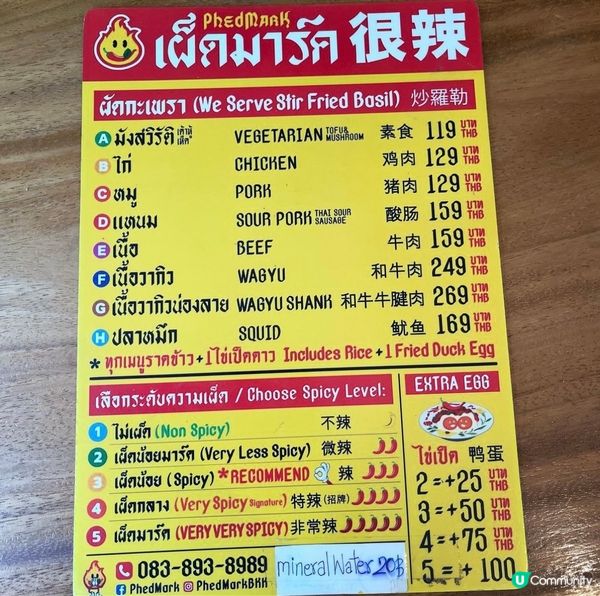 PhedMark
เผ็ดมาร์ค 很辣
ผัดกะเพรา (We Serve Stir Fried Basil) 炒羅勒
A มังสวิรัติ เต้าหู้ เห็ด VEGETARIAN TOFU & MUSHROOM 素食 119 บาท THB
B ไก่ CHICKEN 鸡肉 129 บาท THB
C หมู PORK 猪肉 129 บาท THB
D แหนม SOUR PORK THAI SOUR SAUSAGE 酸肠 159 บาท THB
E เนื้อ BEEF 牛肉 159 บาท THB
F เนื้อวากิว WAGYU 和牛肉 249 บาท THB
G เนื้อวากิวน่องลาย WAGYU SHANK 和牛牛腱肉 269 บาท THB
H ปลาหมึก SQUID 鱿鱼 169 บาท THB
* ทุกเมนูราดข้าว + 1 ไข่เป็ดดาว Includes Rice + 1 Fried Duck Egg
เลือกระดับความเผ็ด / Choose Spicy Level:
1 ไม่เผ็ด (Non Spicy) 不辣
2 เผ็ดน้อยมาร์ค (Very Less Spicy) 微辣
3 เผ็ดน้อย (Spicy) *RECOMMEND 辣
4 เผ็ดกลาง (Very Spicy Signature) 特辣 (招牌)
5 เผ็ดมาร์ค (VERY VERY SPICY) 非常辣
EXTRA EGG
ไข่เป็ด 鸭蛋
2 = +25 บาท THB
3 = +50 บาท THB
4 = +75 บาท THB
5 = + 100
083-893-8989
PhedMark PhedMarkBKK
mineral water 20฿
U Community